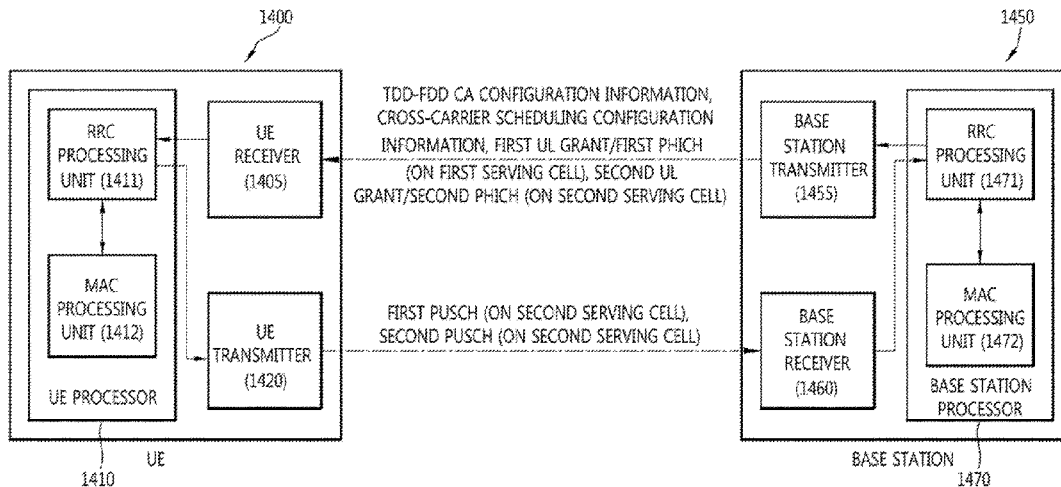 1400
1450
RRC
PROCESSING
UNIT (1411)
MAC
PROCESSING
UNIT (1412)
UE PROCESSOR
1410
UE
RECEIVER
(1405)
UE
TRANSMITTER
(1420)
UE
TDD-FDD CA CONFIGURATION INFORMATION,
CROSS-CARRIER SCHEDULING CONFIGURATION
INFORMATION, FIRST UL GRANT/FIRST PHICH
(ON FIRST SERVING CELL), SECOND UL
GRANT/SECOND PHICH (ON SECOND SERVING CELL)
FIRST PUSCH (ON SECOND SERVING CELL),
SECOND PUSCH (ON SECOND SERVING CELL)
BASE
STATION
TRANSMITTER
(1455)
BASE
STATION
RECEIVER
(1460)
RRC
PROCESSING
UNIT (1471)
MAC
PROCESSING
UNIT (1472)
BASE STATION
PROCESSOR
BASE STATION
1470